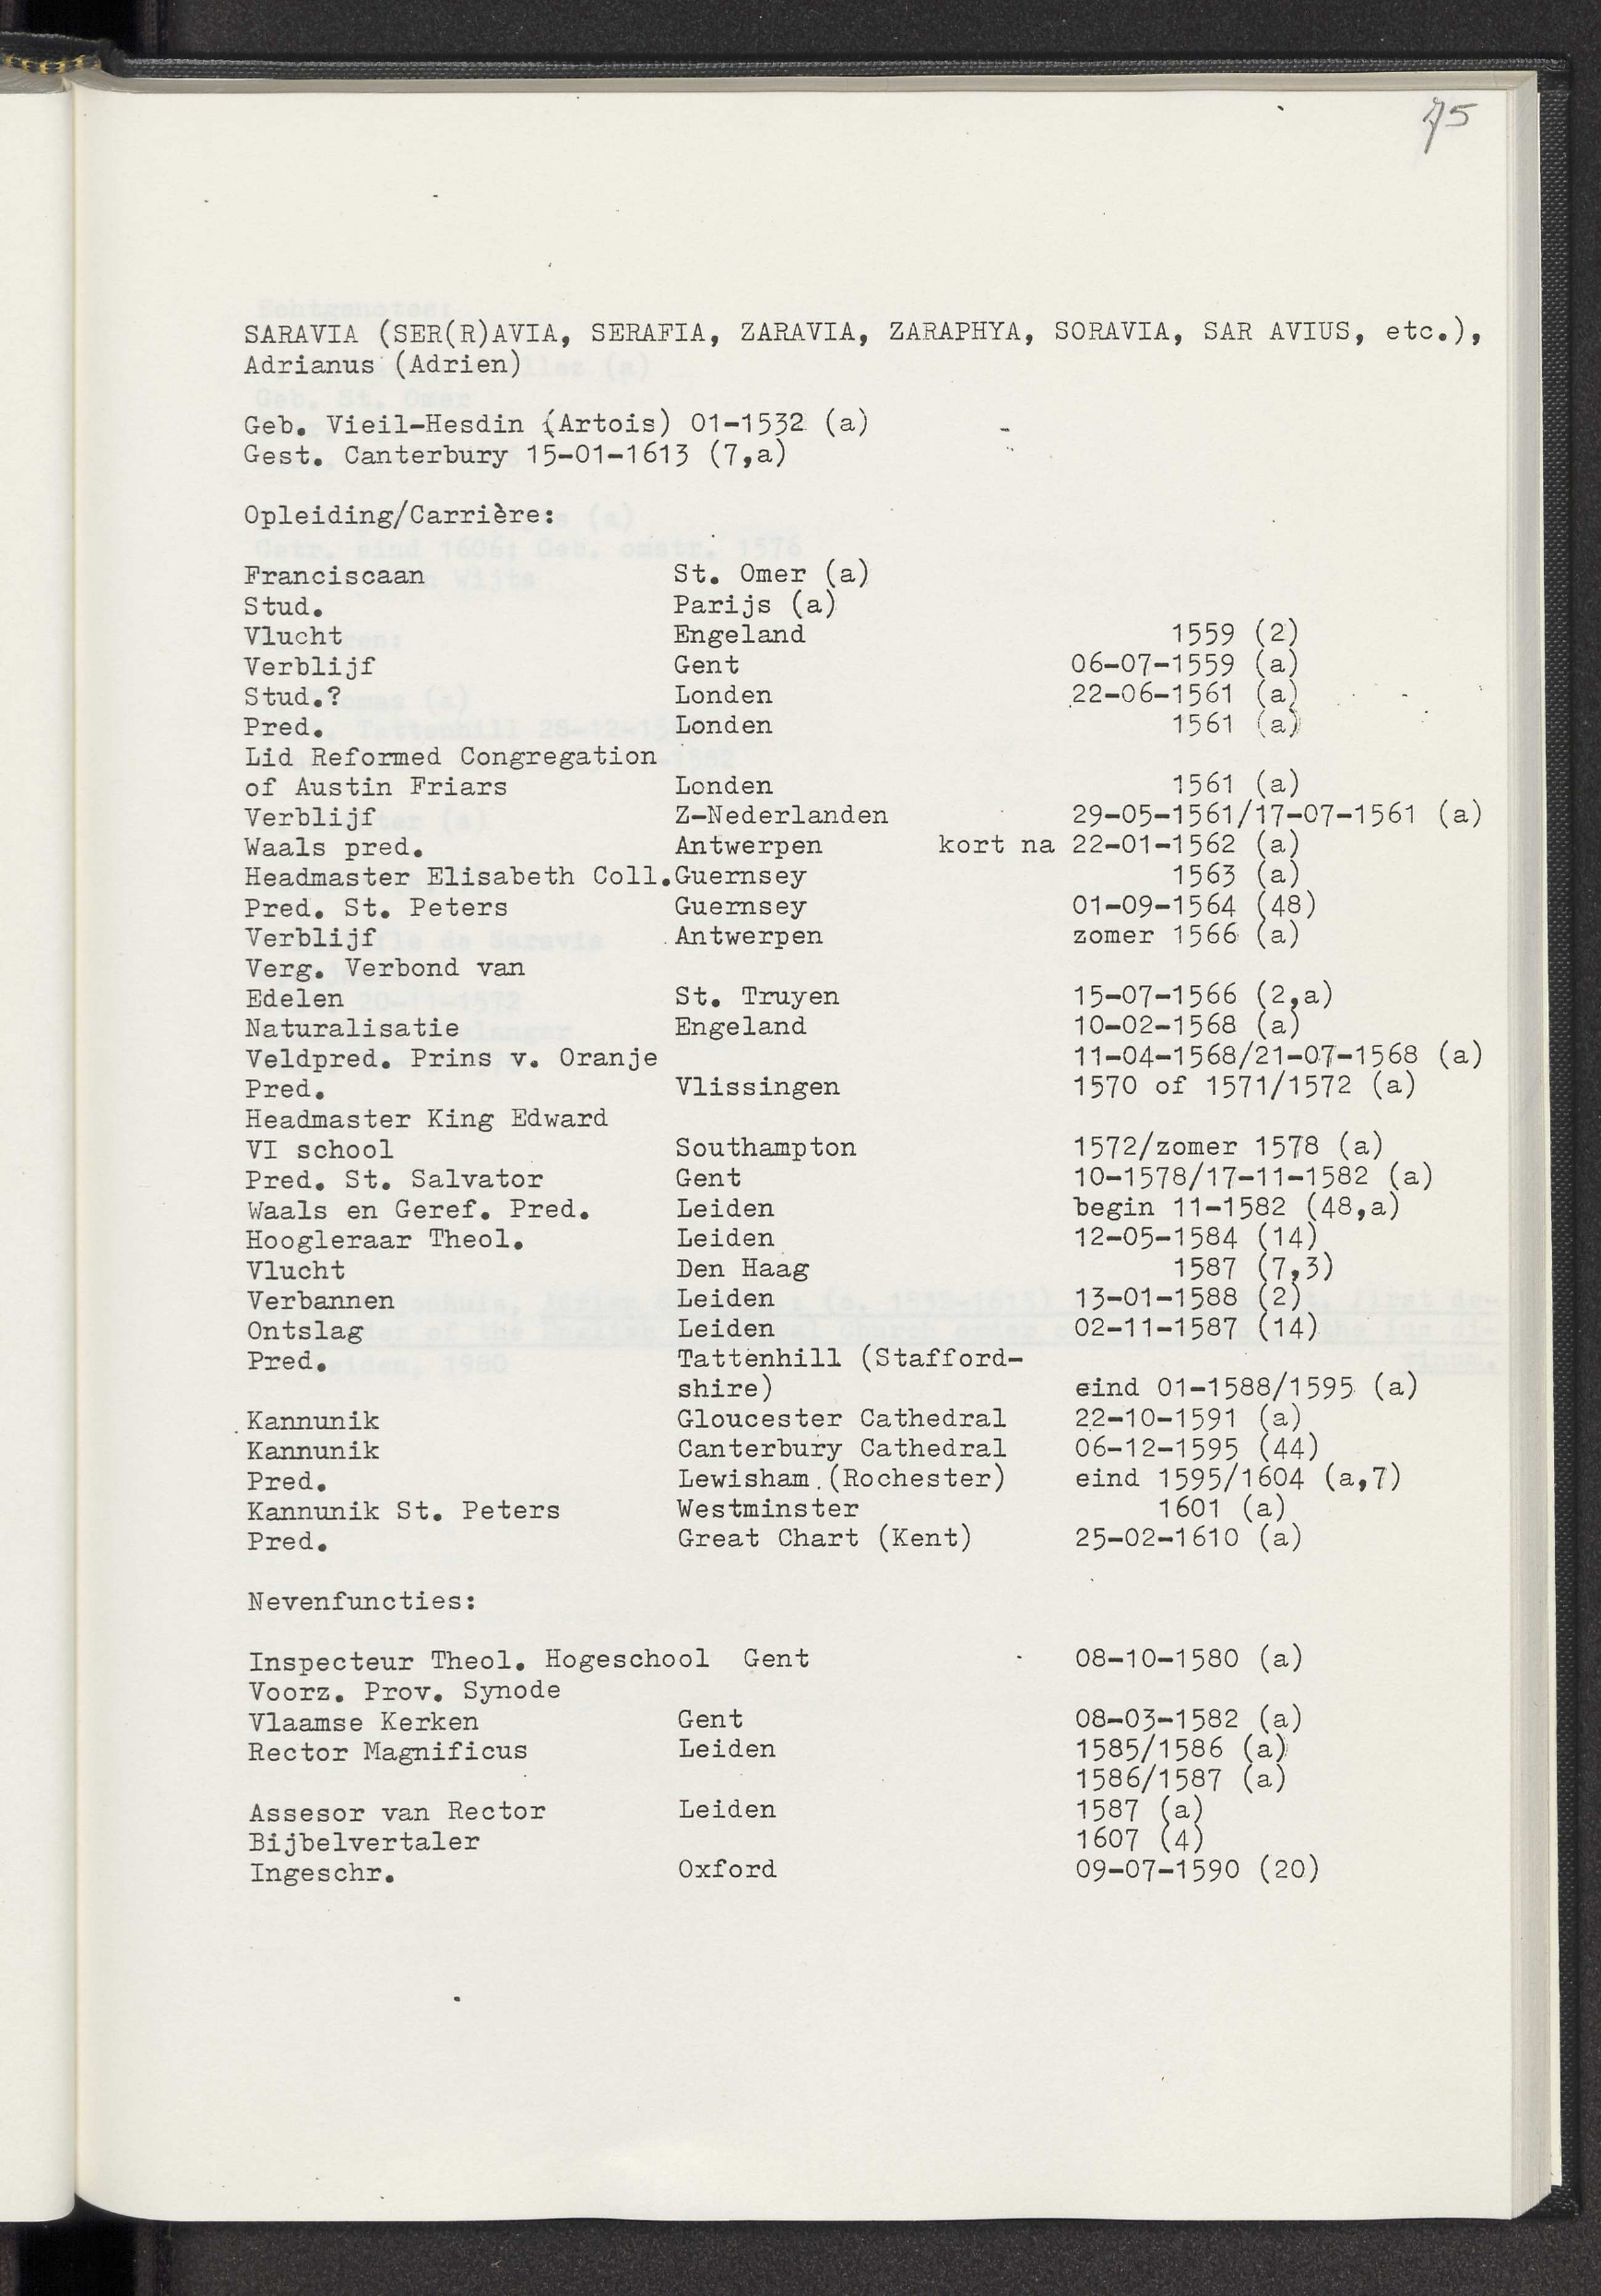 75
SARAVIA (SER(R)AVIA, SERAFIA, ZARAVIA, ZARAPHYA, SORAVIA, SAR AVIUS, etc.),
Adrianus (Adrien)
Geb. Vieil-Hesdin (Artois) 01-1532 (a)
Gest. Canterbury 15-01-1613 (7,a)
Opleiding/Carrière:
Franciscaan St. Omer (a)
Stud. Parijs (a)
Vlucht Engeland 1559 (2)
Verblijf Gent 06-07-1559 (a)
Stud.? Londen 22-06-1561 (a)
Pred. Londen 1561 (a)
Lid Reformed Congregation
of Austin Friars Londen 1561 (a)
Verblijf Z-Nederlanden 29-05-1561/17-07-1561 (a)
Waals pred. Antwerpen kort na 22-01-1562 (a)
Headmaster Elisabeth Coll.Guernsey 1563 (a)
Pred. St. Peters Guernsey 01-09-1564 (48)
Verblijf Antwerpen zomer 1566 (a)
Verg. Verbond van
Edelen St. Truyen 15-07-1566 (2,a)
Naturalisatie Engeland 10-02-1568 (a)
Veldpred. Prins v. Oranje 11-04-1568/21-07-1568 (a)
Pred. Vlissingen 1570 of 1571/1572 (a)
Headmaster King Edward
VI school Southampton 1572/zomer 1578 (a)
Pred. St. Salvator Gent 10-1578/17-11-1582 (a)
Waals en Geref. Pred. Leiden begin 11-1582 (48,a)
Hoogleraar Theol. Leiden 12-05-1584 (14)
Vlucht Den Haag 1587 (7,3)
Verbannen Leiden 13-01-1588 (2)
Ontslag Leiden 02-11-1587 (14)
Pred. Tattenhill (Stafford-
shire) eind 01-1588/1595 (a)
Kannunik Gloucester Cathedral 22-10-1591 (a)
Kannunik Canterbury Cathedral 06-12-1595 (44)
Pred. Lewisham (Rochester) eind 1595/1604 (a,7)
Kannunik St. Peters Westminster 1601 (a)
Pred. Great Chart (Kent) 25-02-1610 (a)
Nevenfuncties:
Inspecteur Theol. Hogeschool Gent 08-10-1580 (a)
Voorz. Prov. Synode
Vlaamse Kerken Gent 08-03-1582 (a)
Rector Magnificus Leiden 1585/1586 (a)
1586/1587 (a)
Assesor van Rector Leiden 1587 (a)
Bijbelvertaler 1607 (4)
Ingeschr. Oxford 09-07-1590 (20)